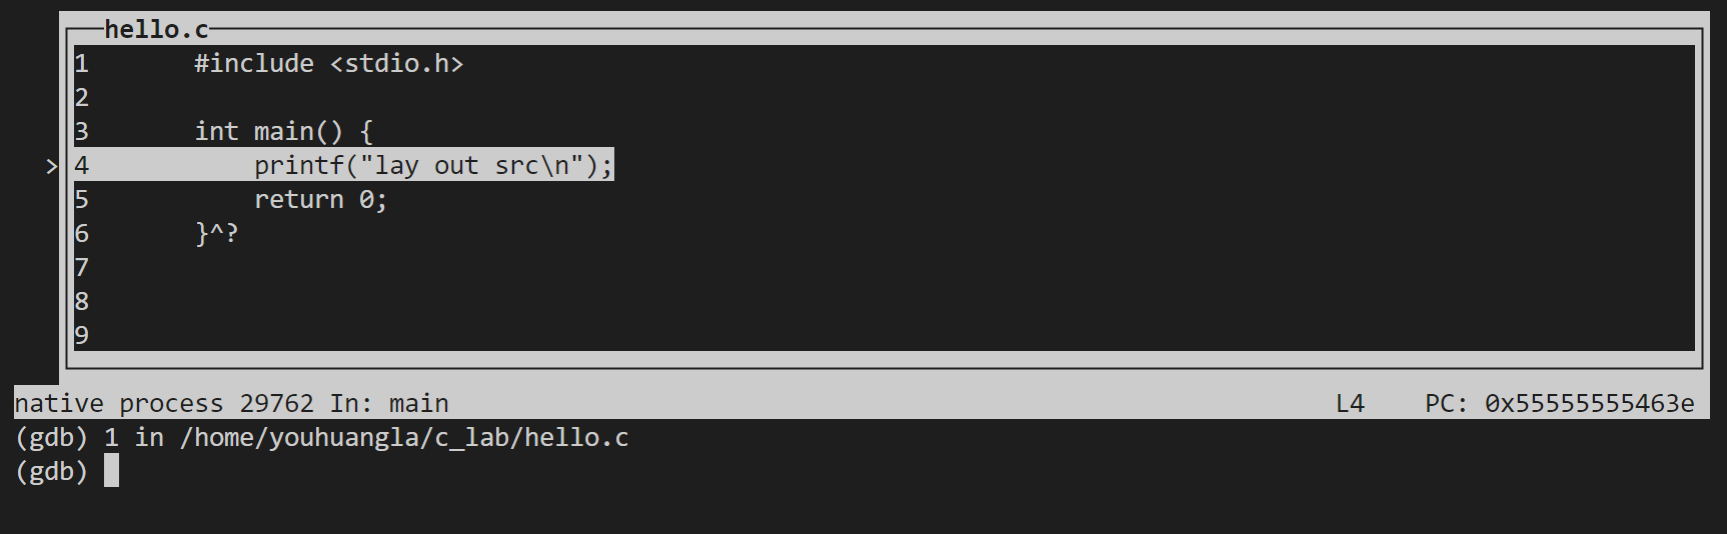 hello.c
1       #include <stdio.h>
2
3       int main() {
> 4           printf("lay out src\n");
5           return 0;
6       }^?
7
8
9
native process 29762 In: main    L4    PC: 0x55555555463e
(gdb) 1 in /home/youhuangla/c_lab/hello.c
(gdb)